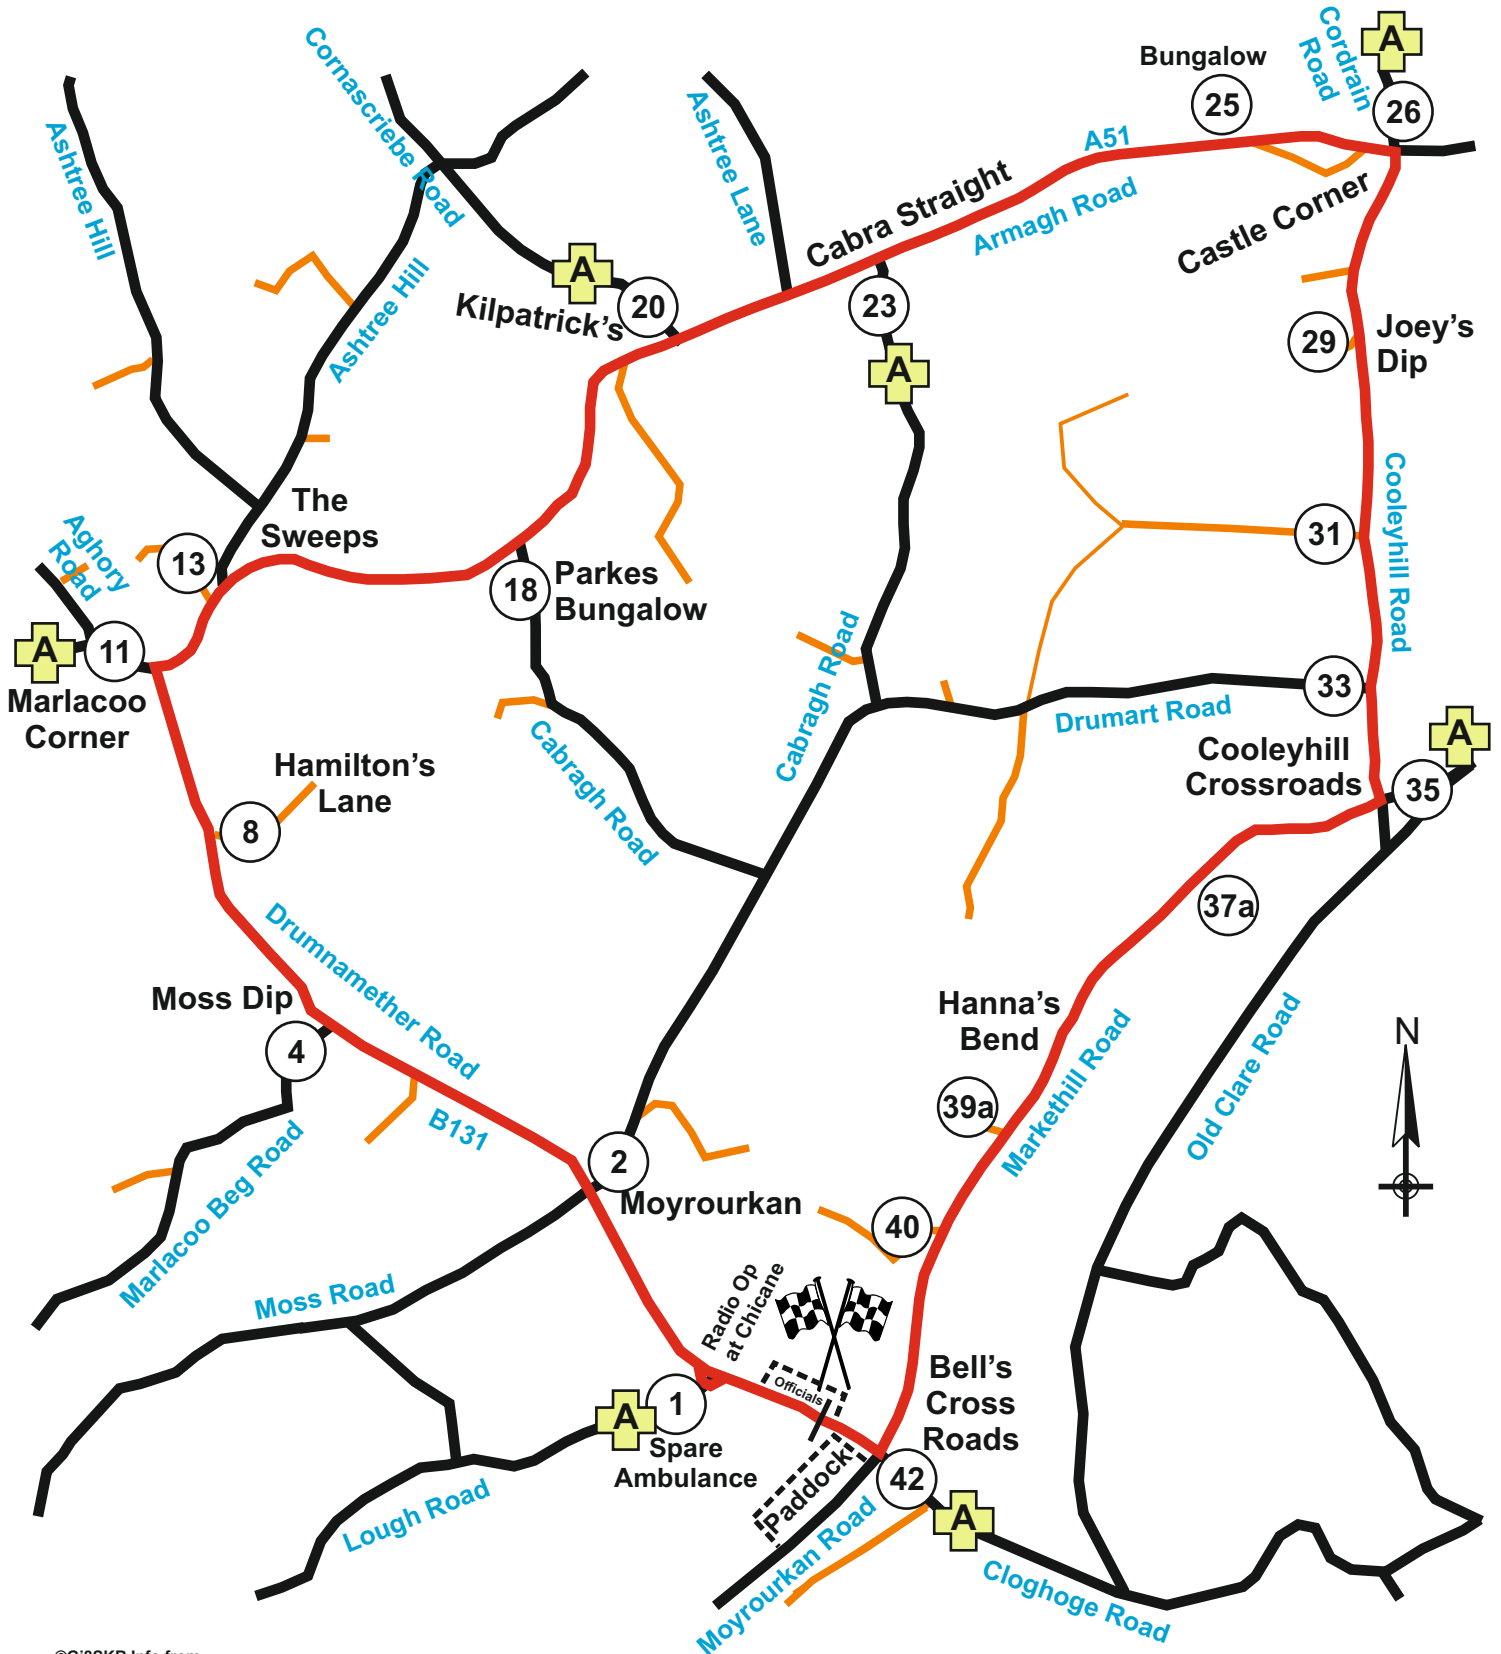 Cordrain
Road
A
Bungalow
25
26
A51
Cornascriebe Road
Ashtree Hill
Ashtree Lane
Cabra Straight
Armagh Road
Castle Corner
A
Kilpatrick's
20
23
A
Ashtree Hill
29
Joey's
Dip
The
Sweeps
Aghory
Road
13
18
Parkes
Bungalow
31
Cooleyhill Road
A
11
Marlacoo
Corner
Cabragh Road
33
Drumart Road
Cabragh Road
Cooleyhill
Crossroads
A
35
Hamilton's
Lane
8
37a
Drumnamether Road
Moss Dip
4
Hanna's
Bend
Old Clare Road
N
Markethill Road
39a
B131
Marlacoo Beg Road
2
Moyrourkan
40
Moss Road
Radio Op
at Chicane
Officials
Bell's
Cross
Roads
A
1
Spare
Ambulance
Paddock
42
A
Lough Road
Moyrourkan Road
Cloghoge Road